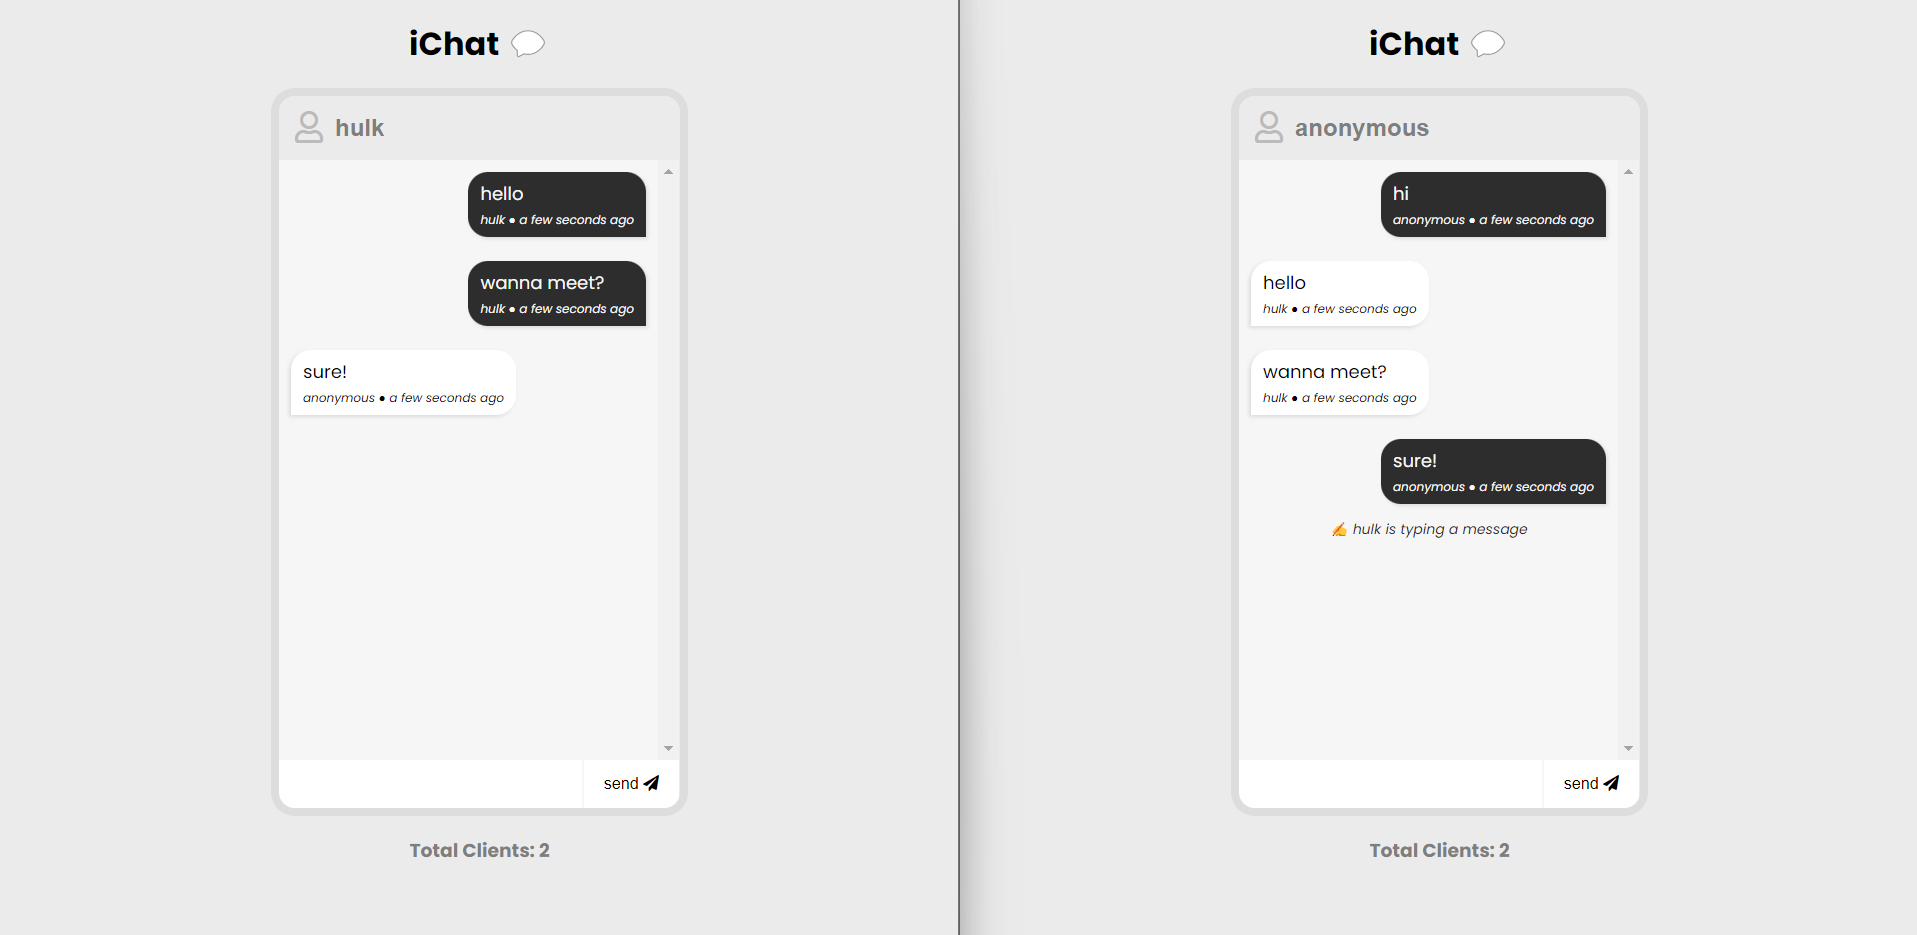 iChat 💬
hulk
hello
hulk ● a few seconds ago
wanna meet?
hulk ● a few seconds ago
sure!
anonymous ● a few seconds ago
send
Total Clients: 2
iChat 💬
anonymous
hi
anonymous ● a few seconds ago
hello
hulk ● a few seconds ago
wanna meet?
hulk ● a few seconds ago
sure!
anonymous ● a few seconds ago
✍️ hulk is typing a message
send
Total Clients: 2